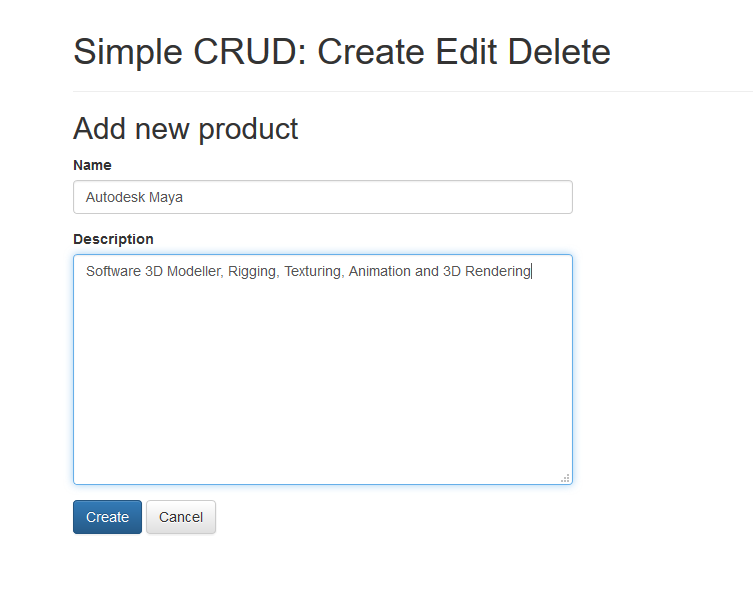 Simple CRUD: Create Edit Delete
Add new product
Name
Autodesk Maya
Description
Software 3D Modeller, Rigging, Texturing, Animation and 3D Rendering
Create Cancel